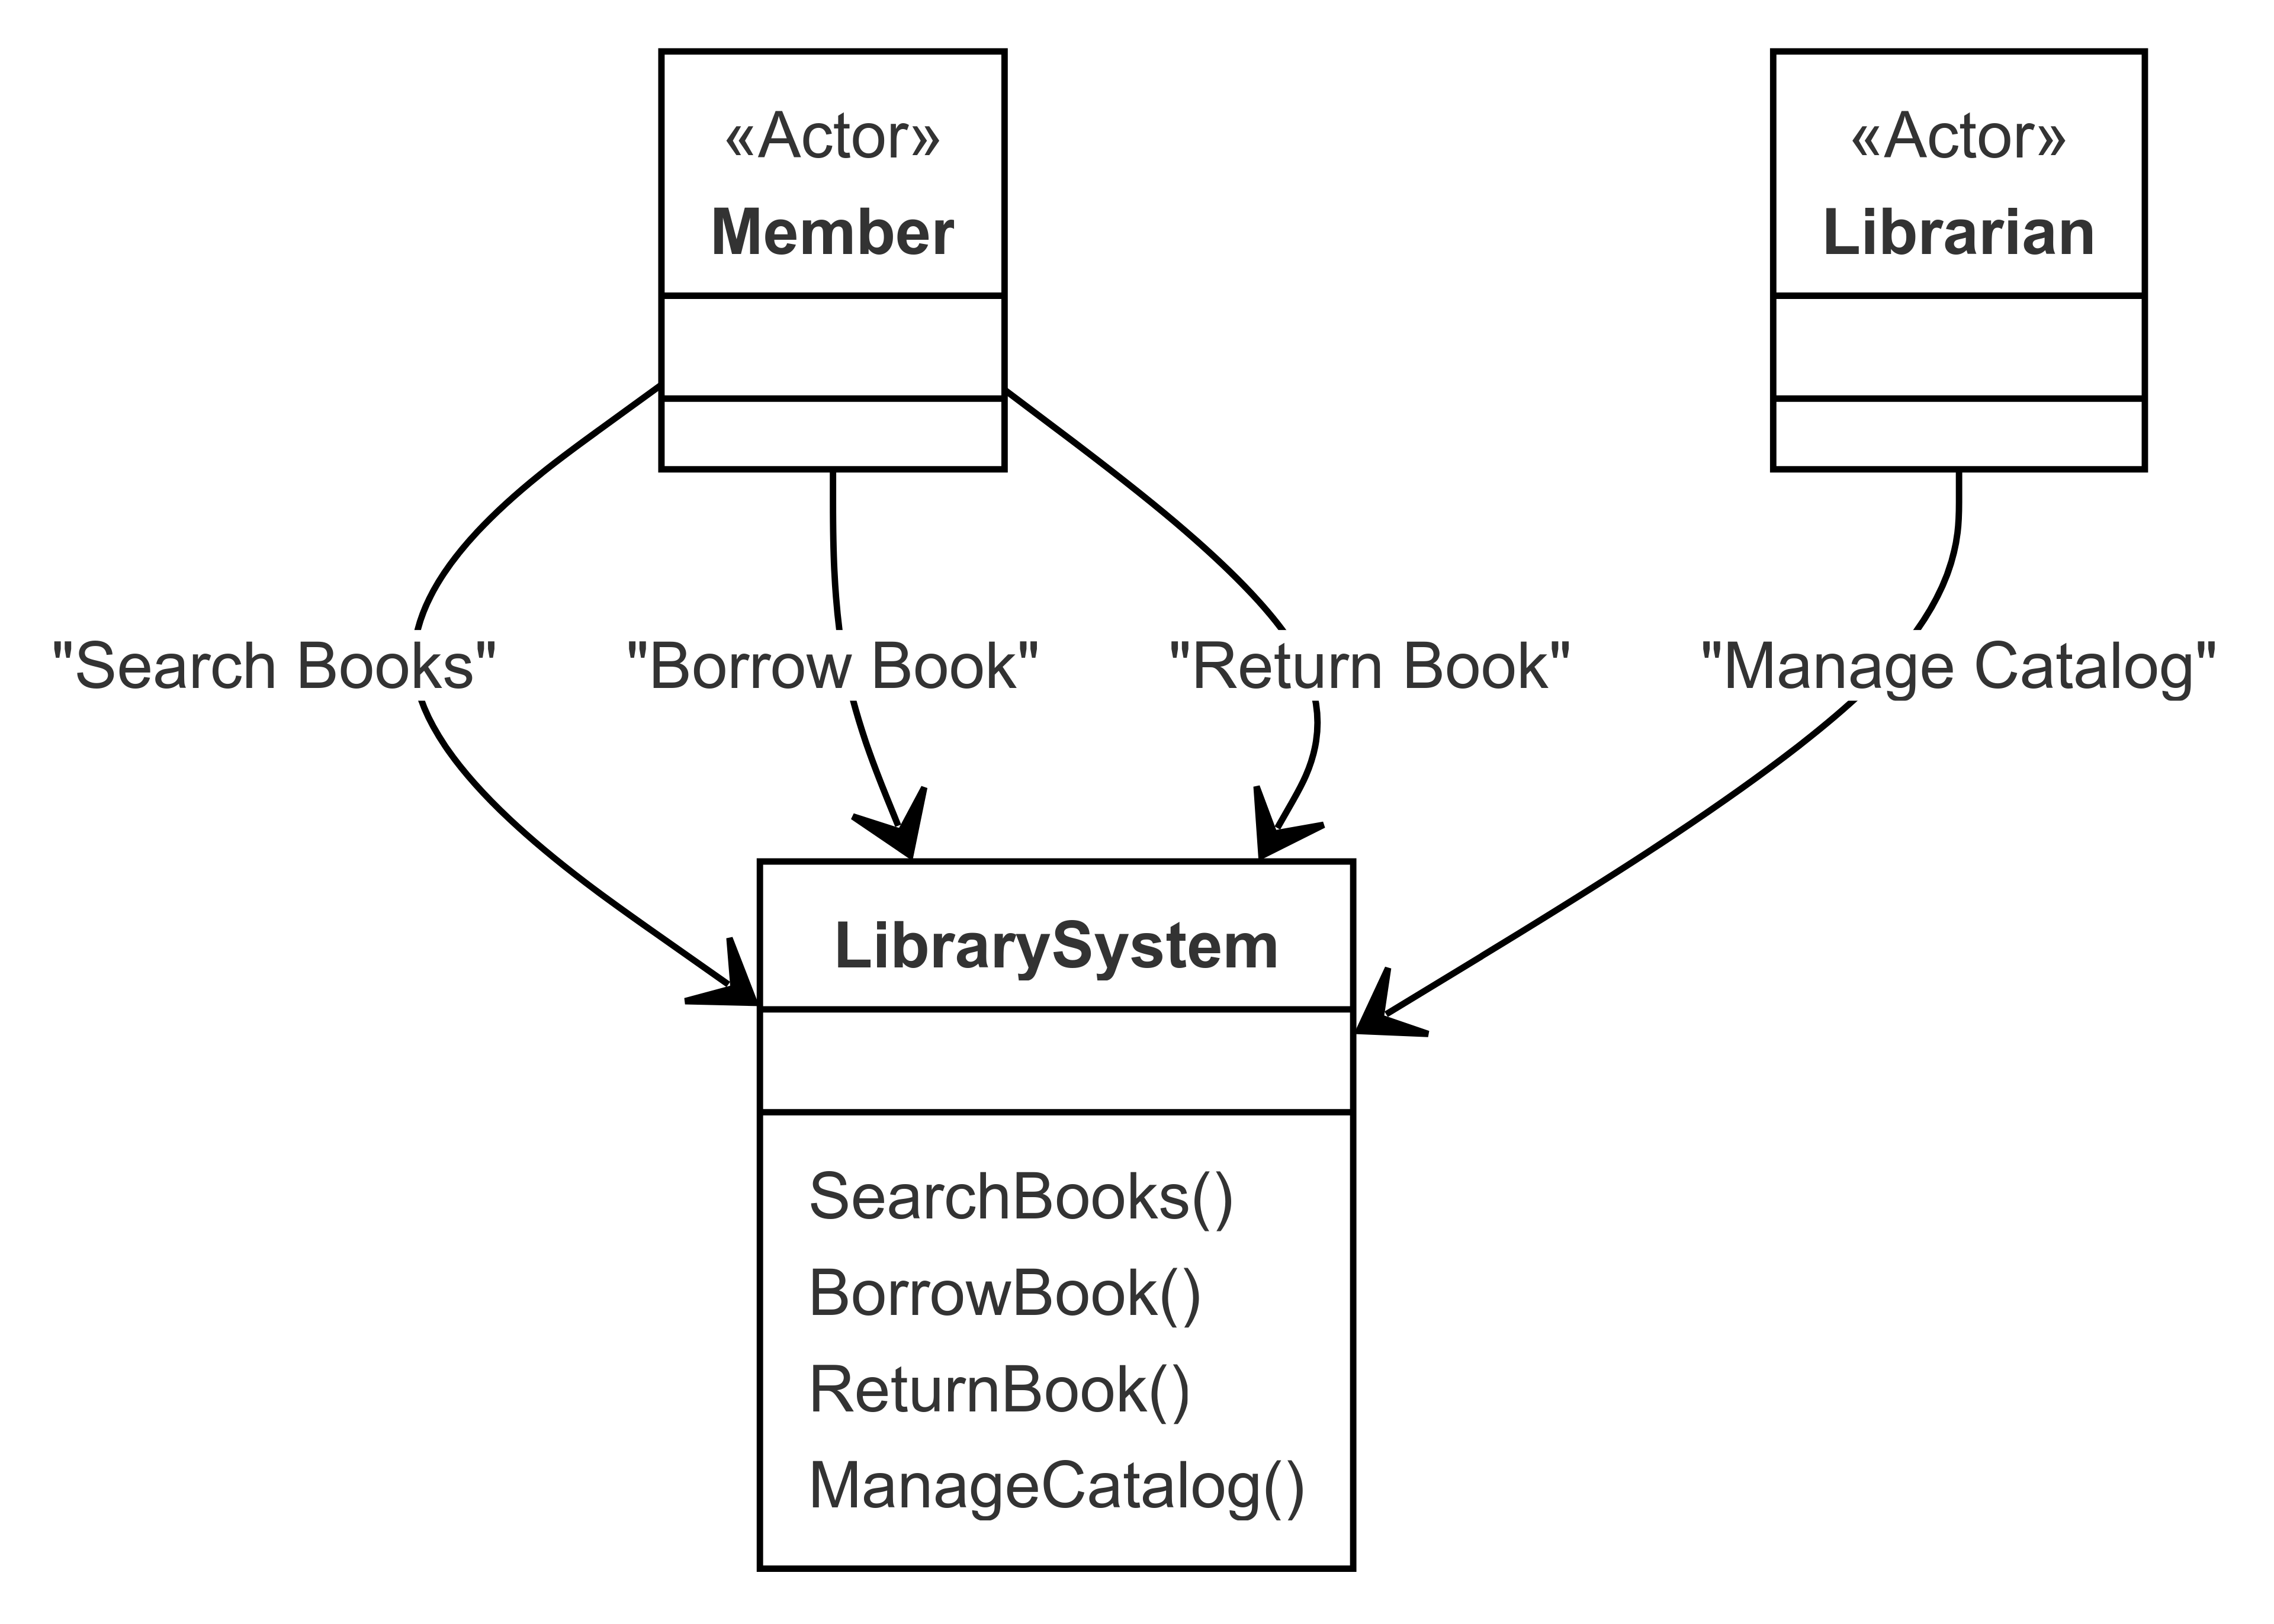 «Actor»
Member
«Actor»
Librarian
"Search Books"
"Borrow Book"
"Return Book"
"Manage Catalog"
LibrarySystem
SearchBooks()
BorrowBook()
ReturnBook()
ManageCatalog()